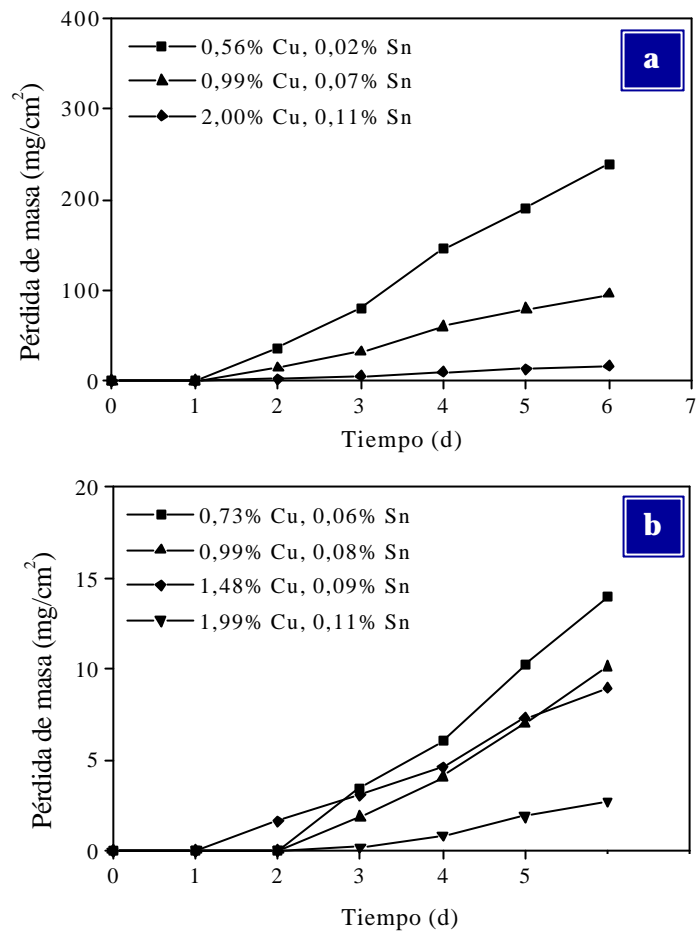 400
300
200
100
0
Pérdida de masa (mg/cm²)
0,56% Cu, 0,02% Sn
0,99% Cu, 0,07% Sn
2,00% Cu, 0,11% Sn
a
0 1 2 3 4 5 6 7
Tiempo (d)
20
15
10
5
0
Pérdida de masa (mg/cm²)
0,73% Cu, 0,06% Sn
0,99% Cu, 0,08% Sn
1,48% Cu, 0,09% Sn
1,99% Cu, 0,11% Sn
b
0 1 2 3 4 5
Tiempo (d)